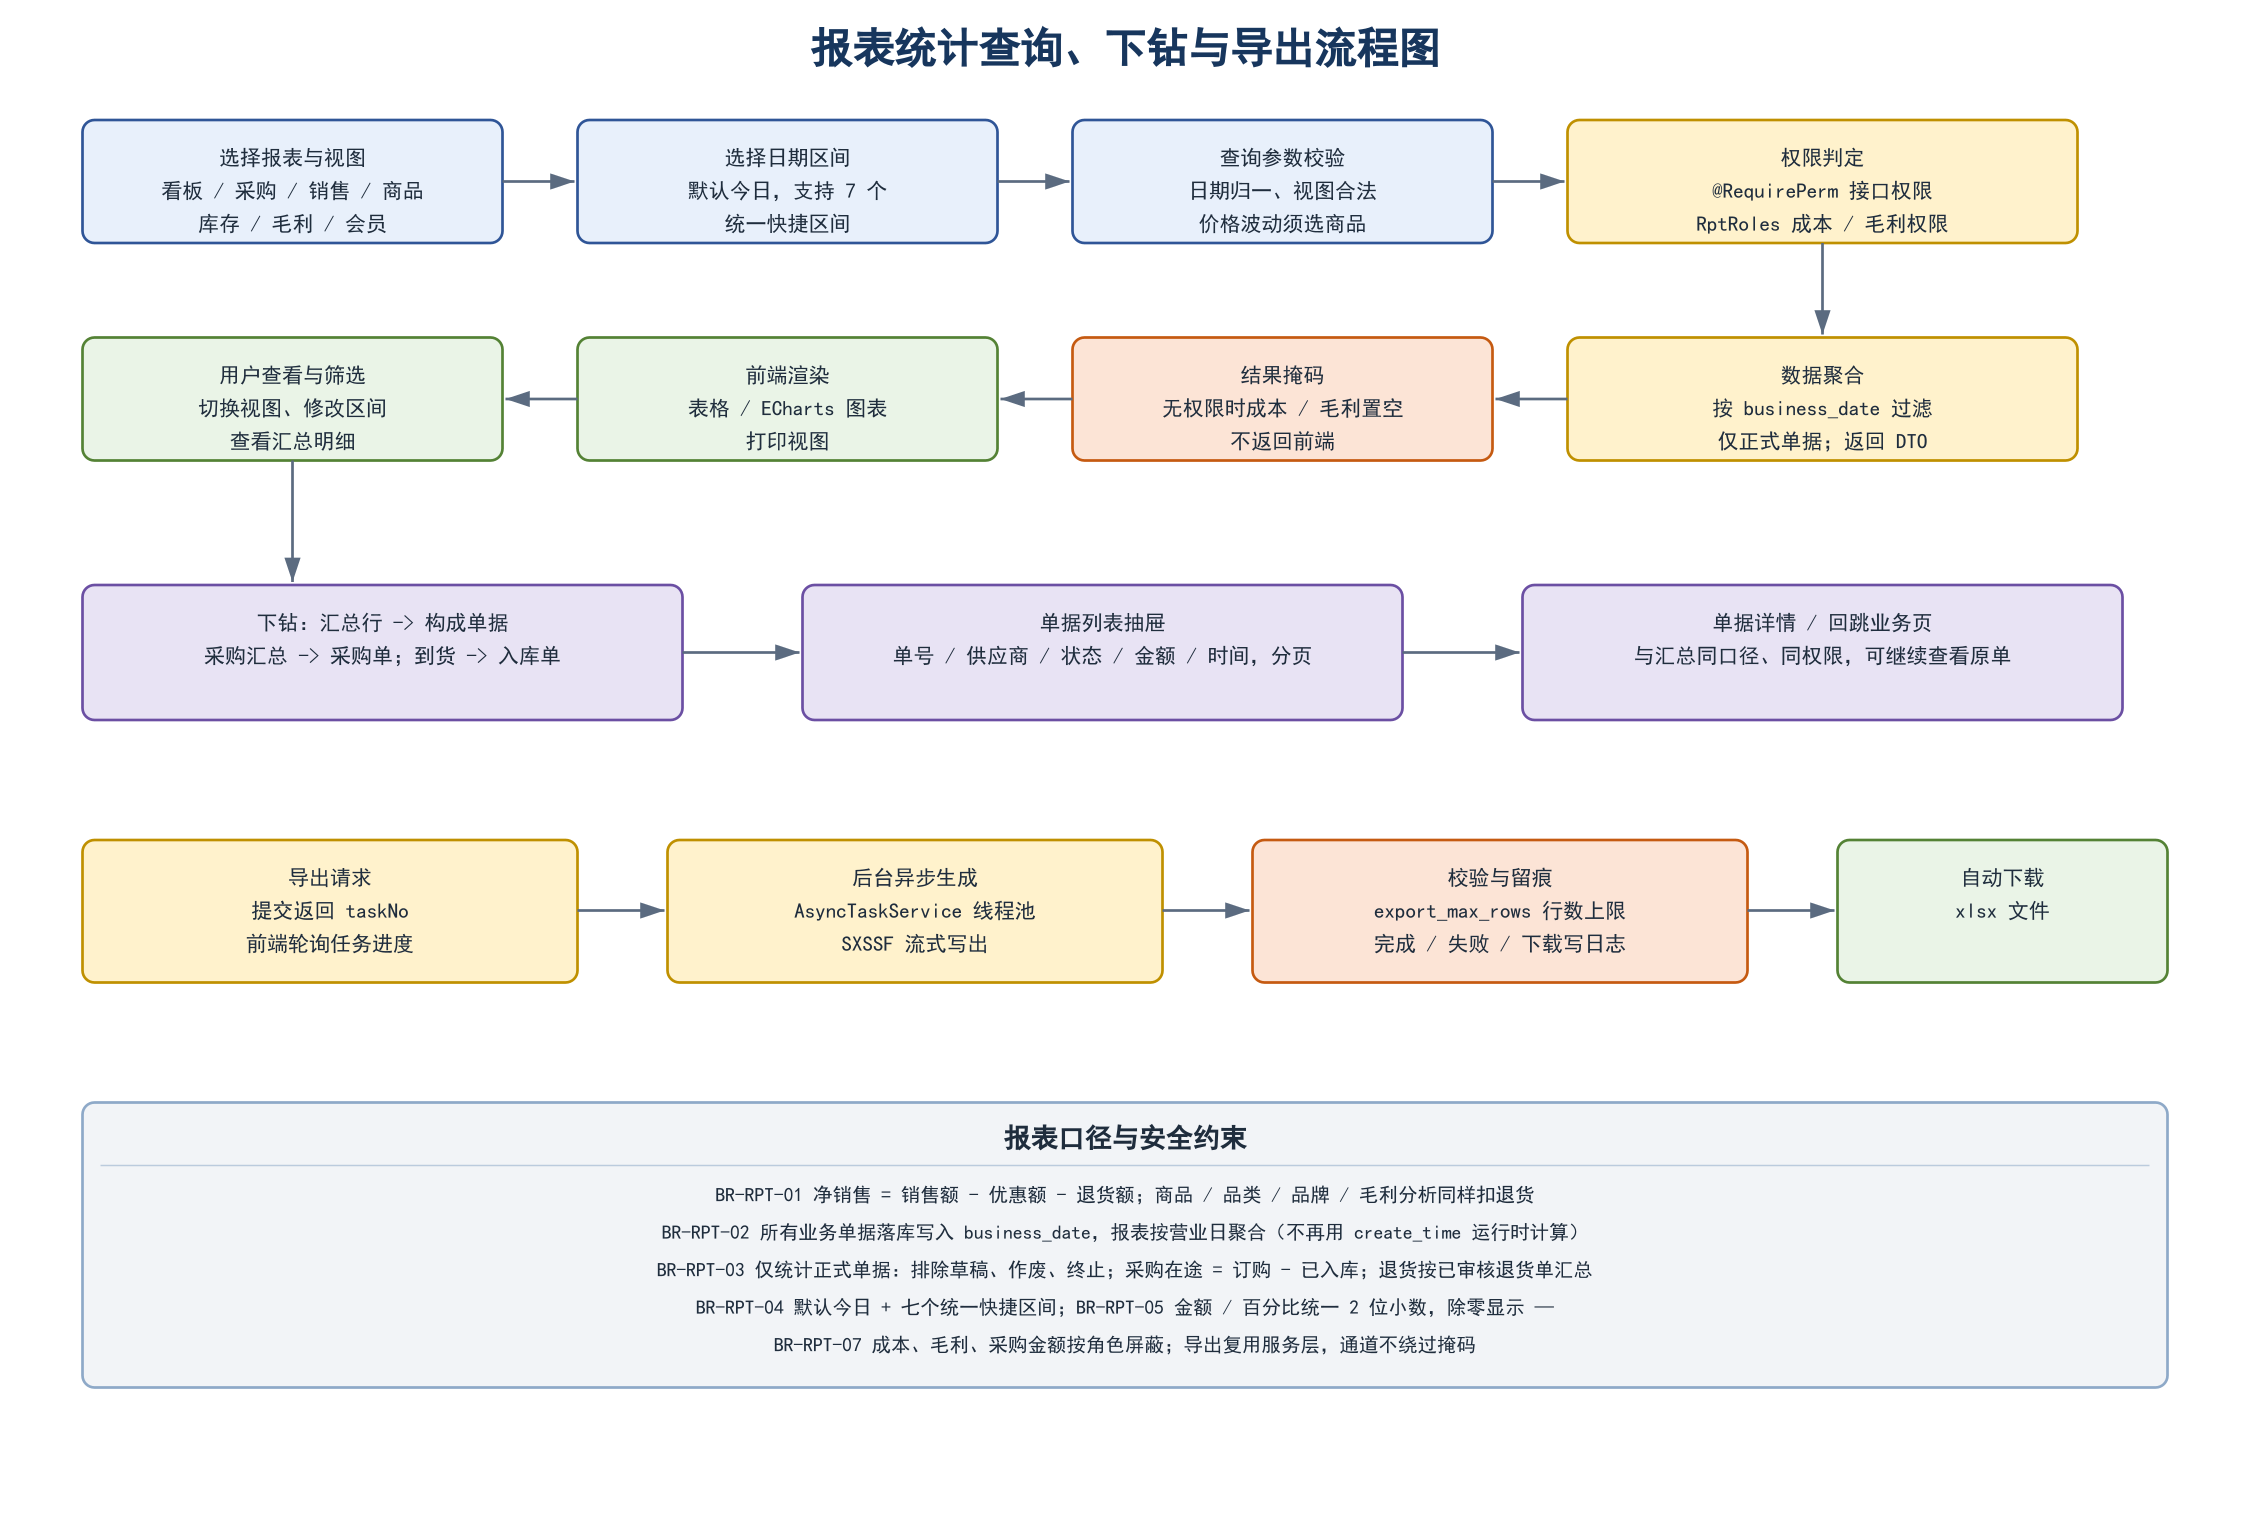 报表统计查询、下钻与导出流程图
选择报表与视图
看板 / 采购 / 销售 / 商品
库存 / 毛利 / 会员
选择日期区间
默认今日，支持 7 个
统一快捷区间
查询参数校验
日期归一、视图合法
价格波动须选商品
权限判定
@RequirePerm 接口权限
RptRoles 成本 / 毛利权限
用户查看与筛选
切换视图、修改区间
查看汇总明细
前端渲染
表格 / ECharts 图表
打印视图
结果掩码
无权限时成本 / 毛利置空
不返回前端
数据聚合
按 business_date 过滤
仅正式单据；返回 DTO
下钻：汇总行 -> 构成单据
采购汇总 -> 采购单；到货 -> 入库单
单据列表抽屉
单号 / 供应商 / 状态 / 金额 / 时间，分页
单据详情 / 回跳业务页
与汇总同口径、同权限，可继续查看原单
导出请求
提交返回 taskNo
前端轮询任务进度
后台异步生成
AsyncTaskService 线程池
SXSSF 流式写出
校验与留痕
export_max_rows 行数上限
完成 / 失败 / 下载写日志
自动下载
xlsx 文件
报表口径与安全约束
BR-RPT-01 净销售 = 销售额 - 优惠额 - 退货额；商品 / 品类 / 品牌 / 毛利分析同样扣退货
BR-RPT-02 所有业务单据落库写入 business_date，报表按营业日聚合（不再用 create_time 运行时计算）
BR-RPT-03 仅统计正式单据：排除草稿、作废、终止；采购在途 = 订购 - 已入库；退货按已审核退货单汇总
BR-RPT-04 默认今日 + 七个统一快捷区间；BR-RPT-05 金额 / 百分比统一 2 位小数，除零显示 —
BR-RPT-07 成本、毛利、采购金额按角色屏蔽；导出复用服务层，通道不绕过掩码